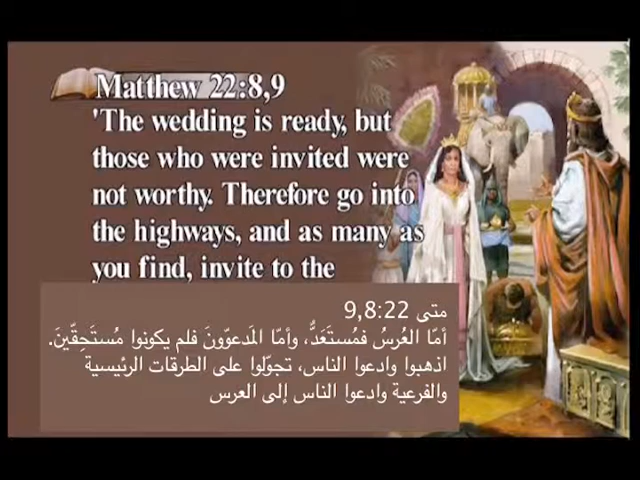 Matthew 22:8,9
'The wedding is ready, but
those who were invited were
not worthy. Therefore go into
the highways, and as many as
you find, invite to the
متى 9,8:22
أمّا العُرسُ فمُستَعَدٌّ، وأمّا المَدعوّونَ فلم يكونوا مُستَحِقّينَ.
اذهبوا وادعوا الناس، تجوّلوا على الطرقات الرئيسية
والفرعية وادعوا الناس إلى العرس